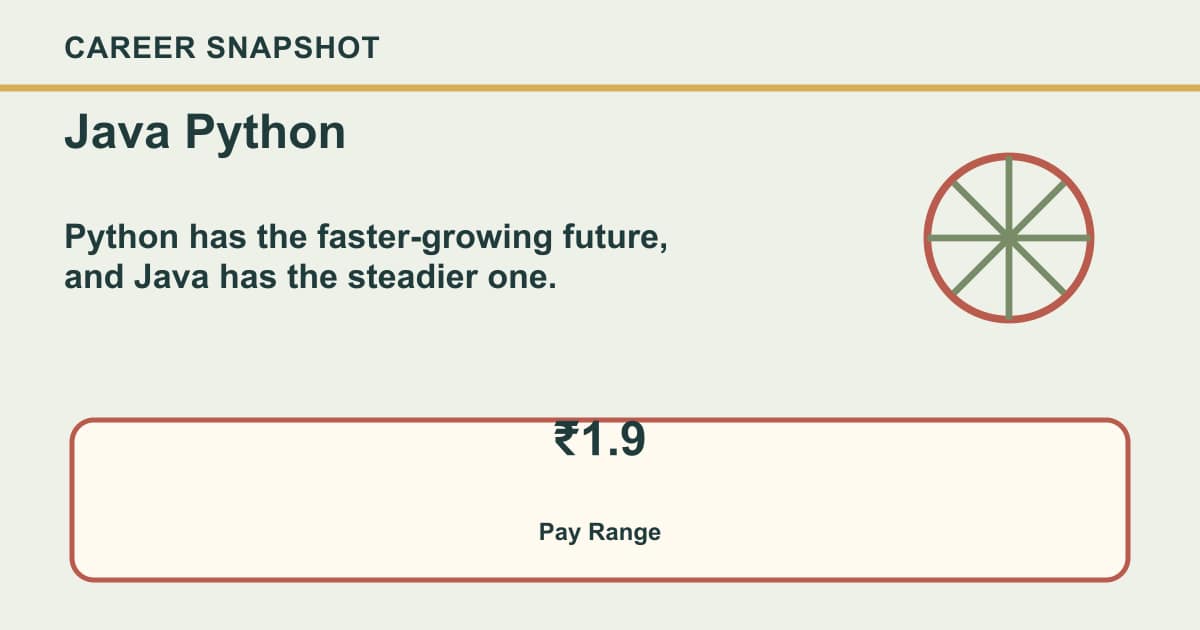 CAREER SNAPSHOT
Java Python
Python has the faster-growing future,
and Java has the steadier one.
₹1.9
Pay Range